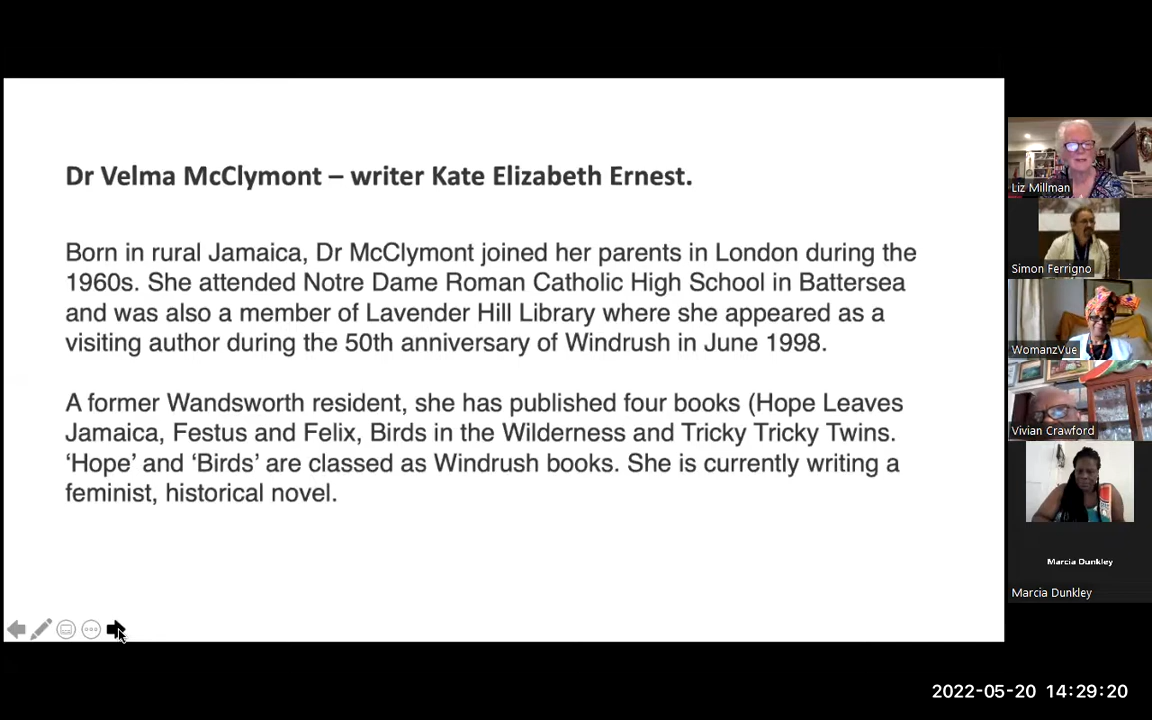 Dr Velma McClymont – writer Kate Elizabeth Ernest.
Born in rural Jamaica, Dr McClymont joined her parents in London during the
1960s. She attended Notre Dame Roman Catholic High School in Battersea
and was also a member of Lavender Hill Library where she appeared as a
visiting author during the 50th anniversary of Windrush in June 1998.
A former Wandsworth resident, she has published four books (Hope Leaves
Jamaica, Festus and Felix, Birds in the Wilderness and Tricky Tricky Twins.
‘Hope’ and ‘Birds’ are classed as Windrush books. She is currently writing a
feminist, historical novel.
Liz Millman
Simon Ferrigno
WomanzVue
Vivian Crawford
Marcia Dunkley
Marcia Dunkley
2022-05-20 14:29:20